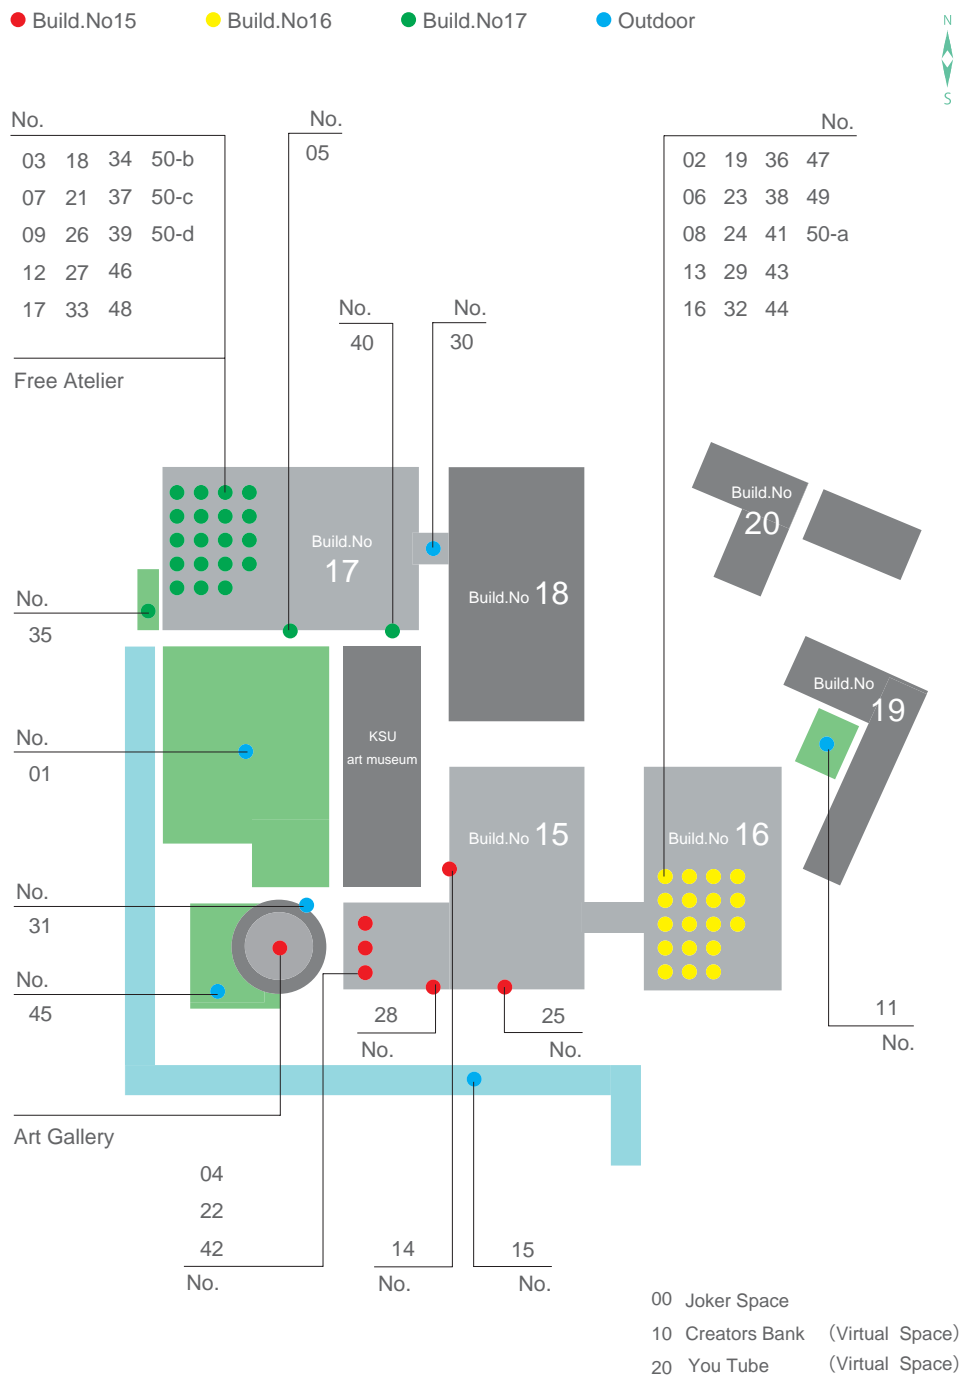 Build.No15 Build.No16 Build.No17 Outdoor
N
S
No.
03 18 34 50-b
07 21 37 50-c
09 26 39 50-d
12 27 46
17 33 48
Free Atelier
No.
05
No.
02 19 36 47
06 23 38 49
08 24 41 50-a
13 29 43
16 32 44
No.
40
No.
30
Build.No
17
Build.No 18
Build.No
20
Build.No
19
No.
35
No.
01
KSU
art museum
Build.No 15
Build.No 16
No.
31
No.
45
28
No.
25
No.
11
No.
Art Gallery
04
22
42
No.
14
No.
15
No.
00 Joker Space
10 Creators Bank (Virtual Space)
20 You Tube (Virtual Space)